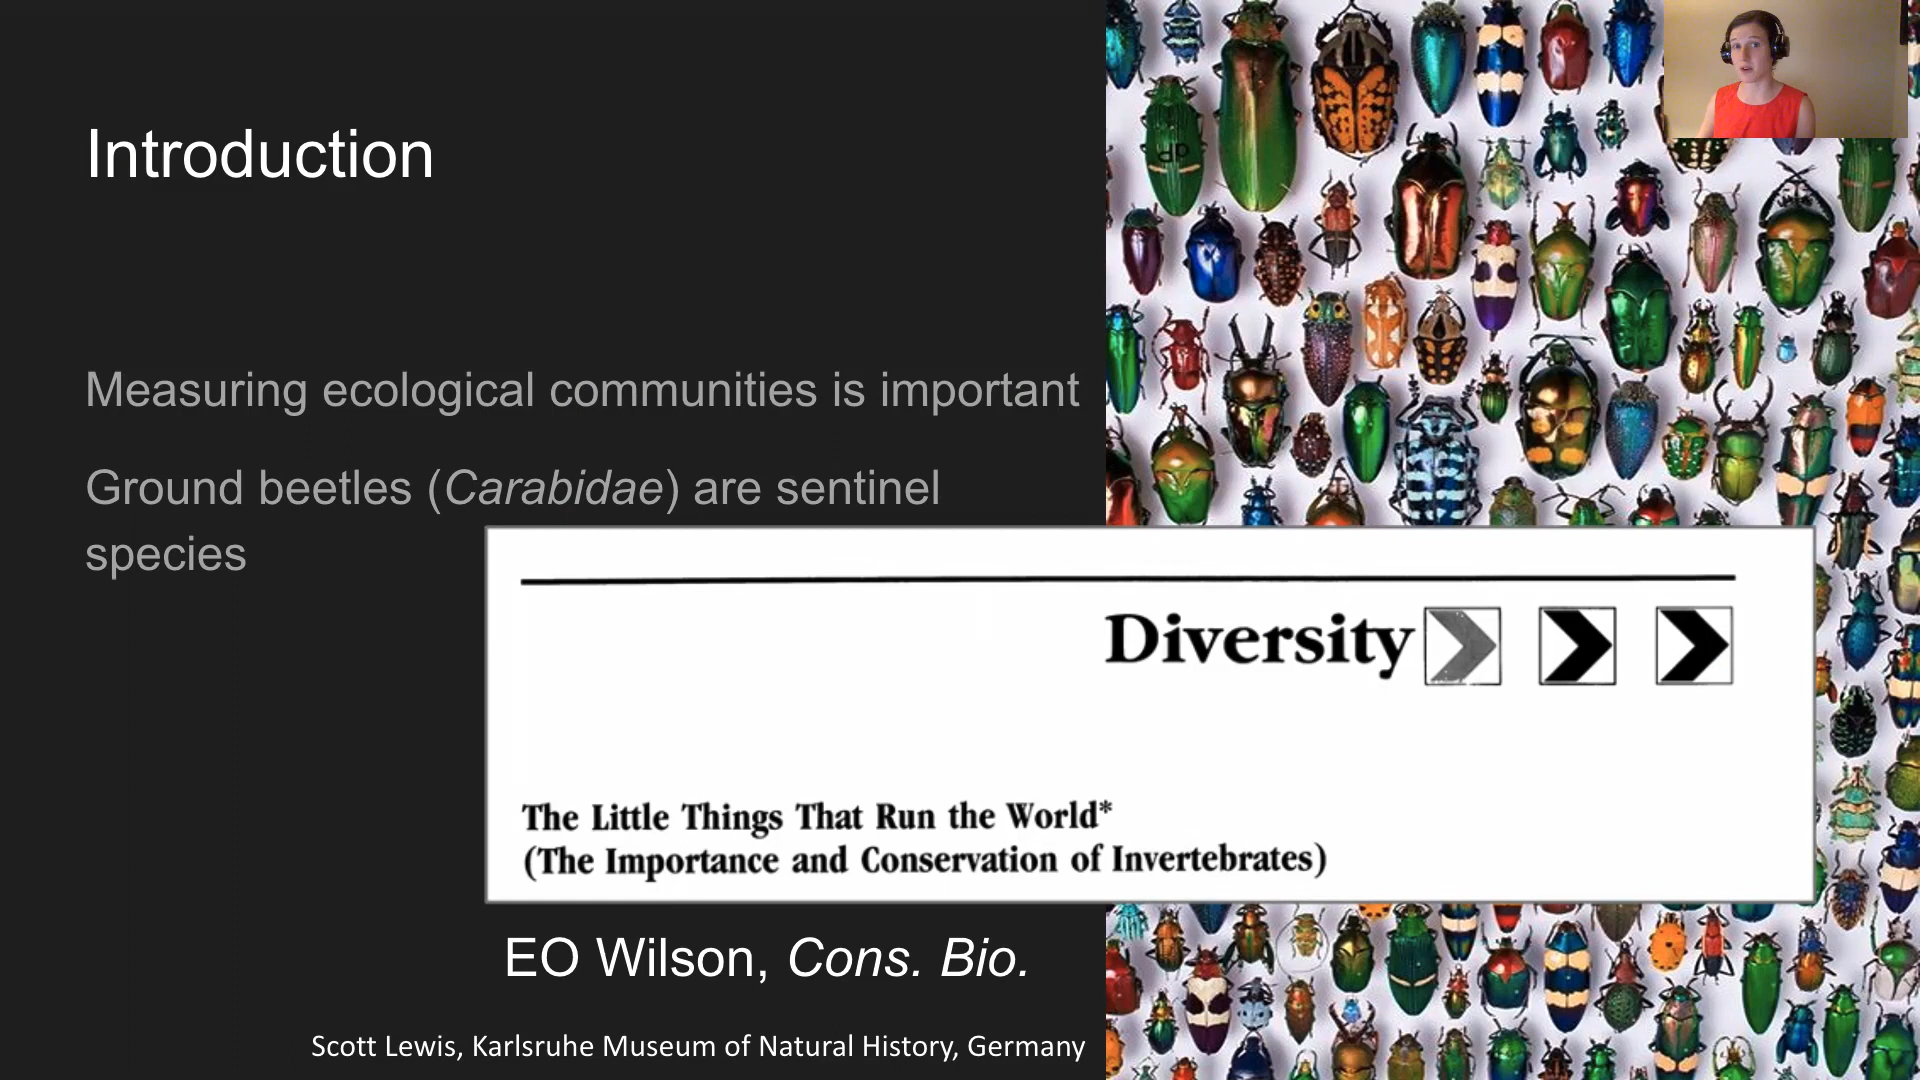 Introduction
Measuring ecological communities is important
Ground beetles (Carabidae) are sentinel
species
Diversity
The Little Things That Run the World*
(The Importance and Conservation of Invertebrates)
EO Wilson, Cons. Bio.
Scott Lewis, Karlsruhe Museum of Natural History, Germany